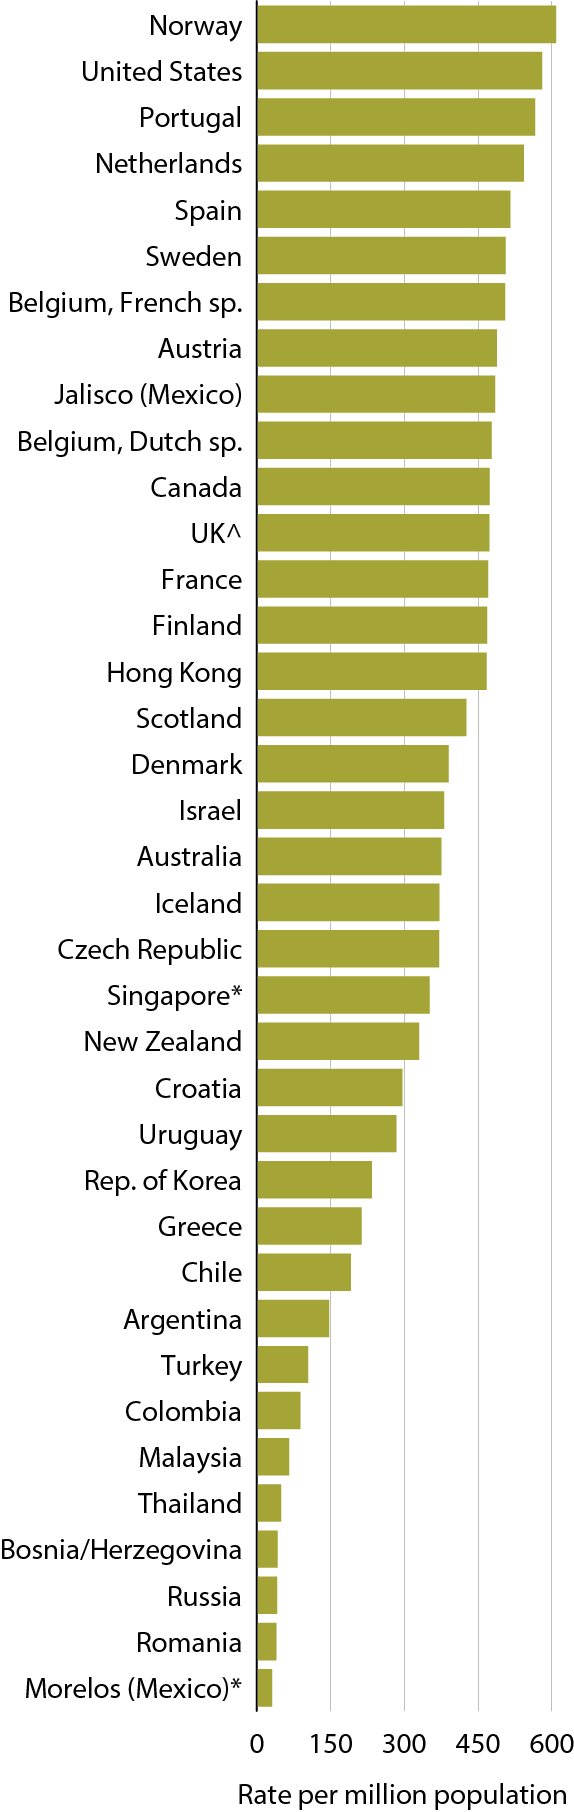 Norway
United States
Portugal
Netherlands
Spain
Sweden
Belgium, French sp.
Austria
Jalisco (Mexico)
Belgium, Dutch sp.
Canada
UK^
France
Finland
Hong Kong
Scotland
Denmark
Israel
Australia
Iceland
Czech Republic
Singapore*
New Zealand
Croatia
Uruguay
Rep. of Korea
Greece
Chile
Argentina
Turkey
Colombia
Malaysia
Thailand
Bosnia/Herzegovina
Russia
Romania
Morelos (Mexico)*
0 150 300 450 600
Rate per million population